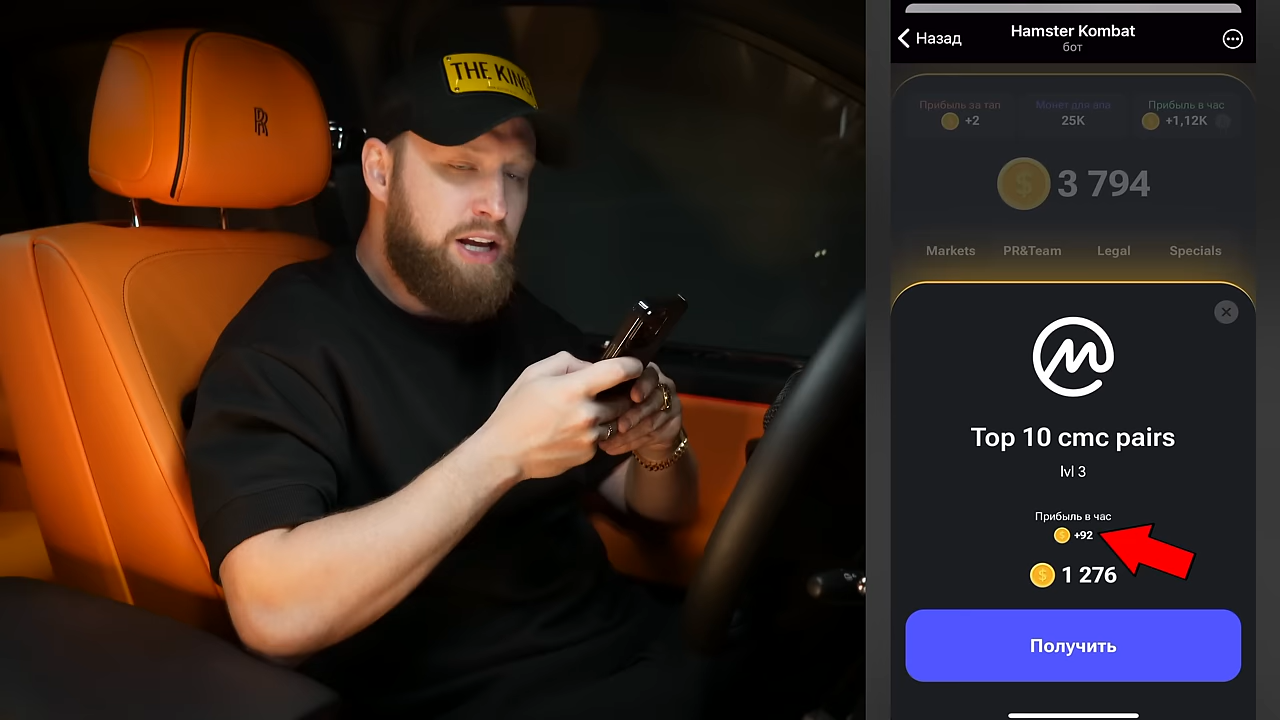 THE KING
RR
Назад
Hamster Kombat
бот
Прибыль за тап
Монет для апа
Прибыль в час
+2
25K
+1,12K
3 794
Markets
PR&Team
Legal
Specials
Top 10 cmc pairs
lvl 3
Прибыль в час
+92
1 276
Получить